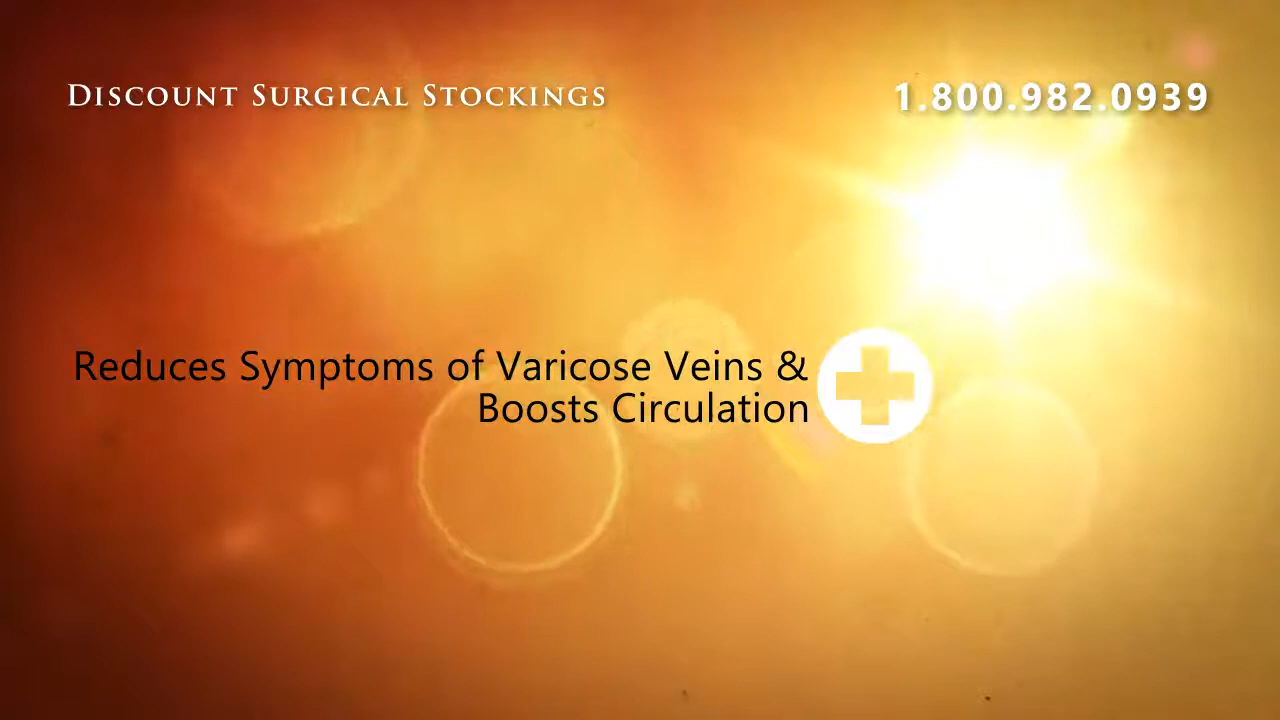 Discount Surgical Stockings
1.800.982.0939
Reduces Symptoms of Varicose Veins &
Boosts Circulation